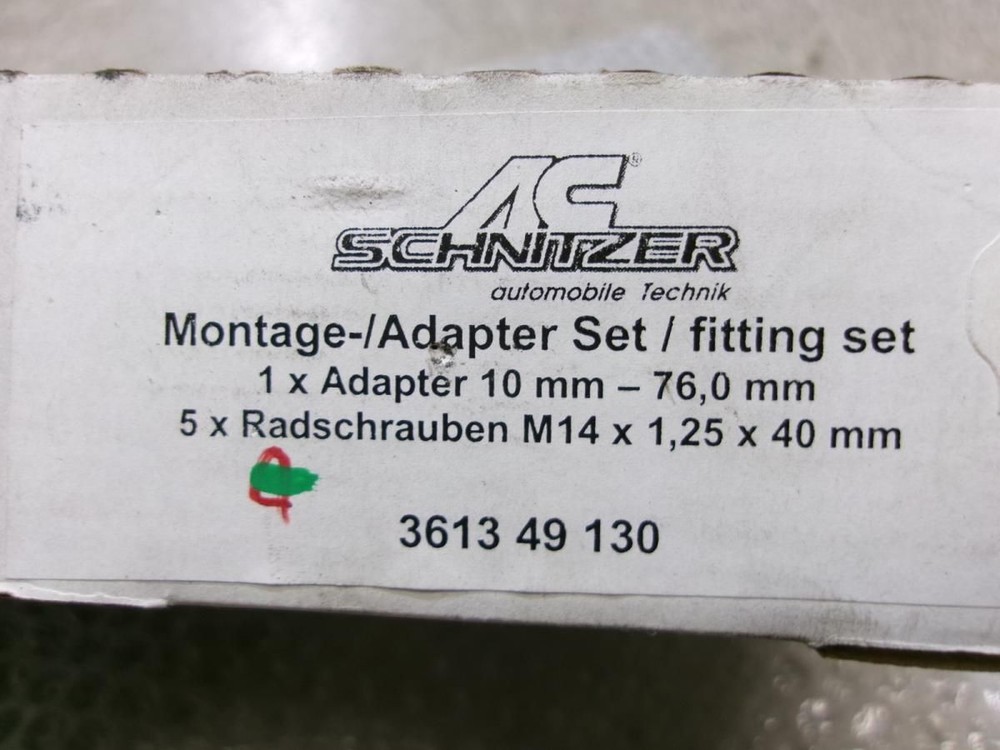 AC®
SCHNITZER
automobile Technik
Montage-/Adapter Set / fitting set
1 x Adapter 10 mm – 76,0 mm
5 x Radschrauben M14 x 1,25 x 40 mm
3613 49 130